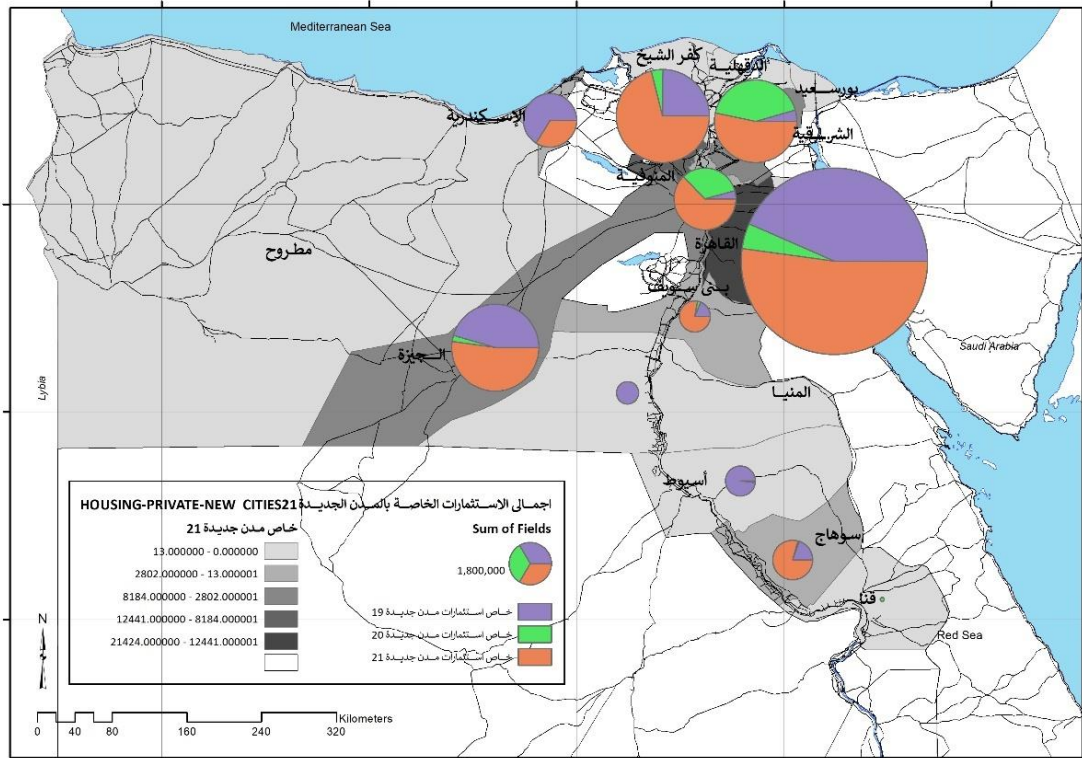 Mediterranean Sea
كفر الشيخ
الدقهلية
بورسعيد
الإسكندرية
الشرقية
المنوفية
القاهرة
مطروح
بنى سويف
الجيزة
Saudi Arabia
Lybia
المنيا
أسيوط
سوهاج
قنا
Red Sea
اجمالى الاستثمارات الخاصة بالمدن الجديدة HOUSING-PRIVATE-NEW CITIES21
خاص مدن جديدة 21
13.000000 - 0.000000
2802.000000 - 13.000001
8184.000000 - 2802.000001
12441.000000 - 8184.000001
21424.000000 - 12441.000001
Sum of Fields
1,800,000
خاص استثمارات مدن جديدة 19
خاص استثمارات مدن جديدة 20
خاص استثمارات مدن جديدة 21
N
Kilometers
0 40 80 160 240 320